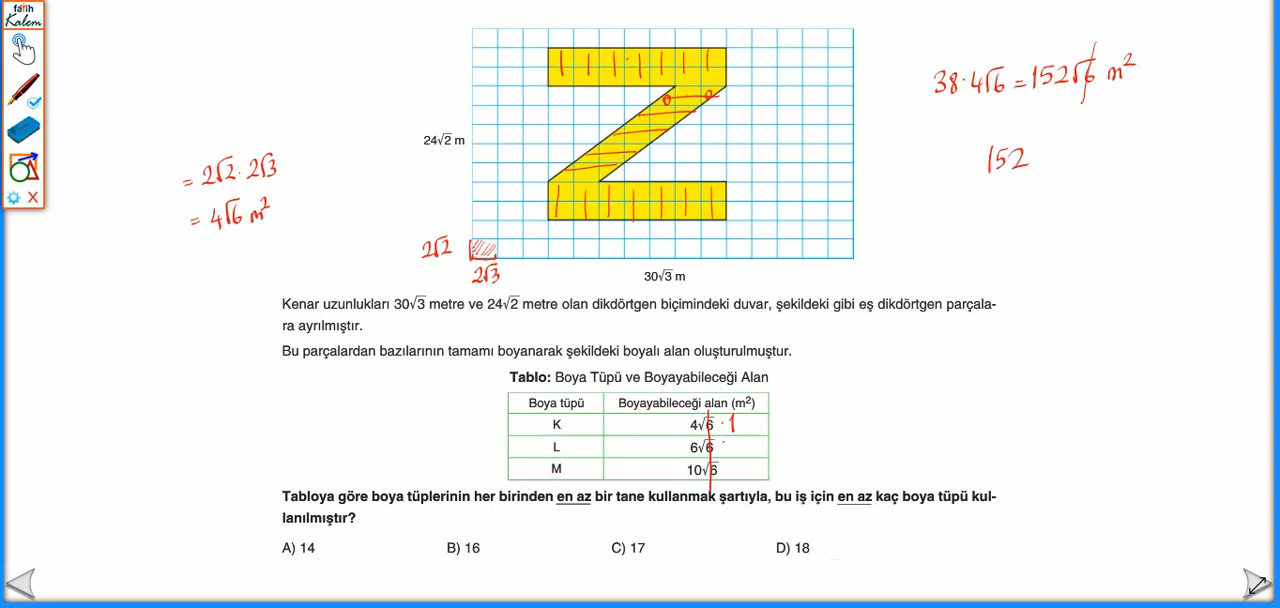 fatih
Kalem
38·4√6 = 152√6 m²
24√2 m
= 2√2·2√3
152
= 4√6 m²
2√2
2√3
30√3 m
Kenar uzunlukları 30√3 metre ve 24√2 metre olan dikdörtgen biçimindeki duvar, şekildeki gibi eş dikdörtgen parçala-
ra ayrılmıştır.
Bu parçalardan bazılarının tamamı boyanarak şekildeki boyalı alan oluşturulmuştur.
Tablo: Boya Tüpü ve Boyayabileceği Alan
Boya tüpü Boyayabileceği alan (m²)
K 4√6 ·1
L 6√6 ·
M 10√6
Tabloya göre boya tüplerinin her birinden en az bir tane kullanmak şartıyla, bu iş için en az kaç boya tüpü kul-
lanılmıştır?
A) 14 B) 16 C) 17 D) 18